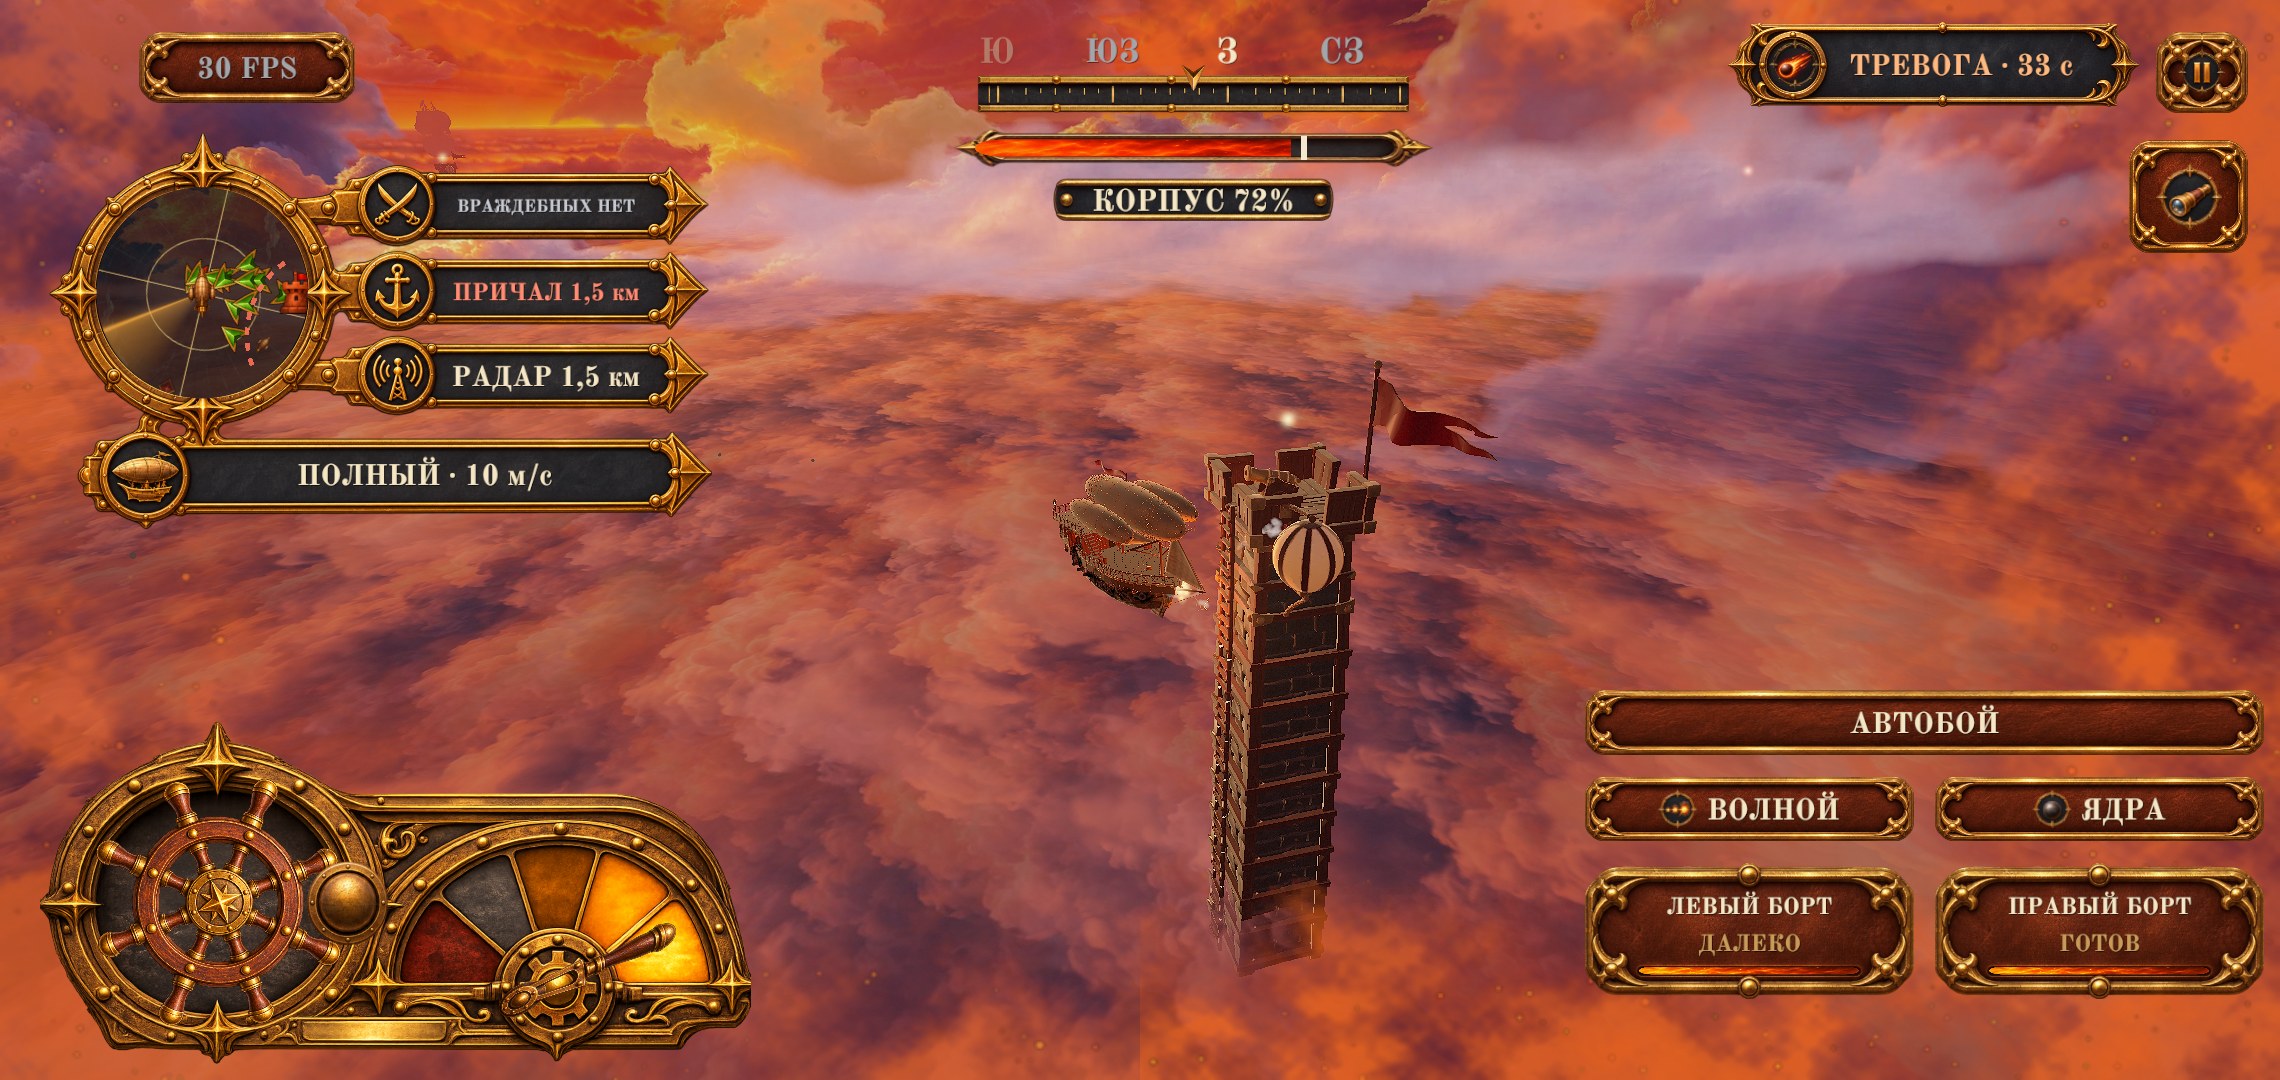 30 FPS
Ю ЮЗ З СЗ
ТРЕВОГА · 33 с
КОРПУС 72%
ВРАЖДЕБНЫХ НЕТ
ПРИЧАЛ 1,5 км
РАДАР 1,5 км
ПОЛНЫЙ · 10 м/с
АВТОБОЙ
ВОЛНОЙ
ЯДРА
ЛЕВЫЙ БОРТ
ДАЛЕКО
ПРАВЫЙ БОРТ
ГОТОВ